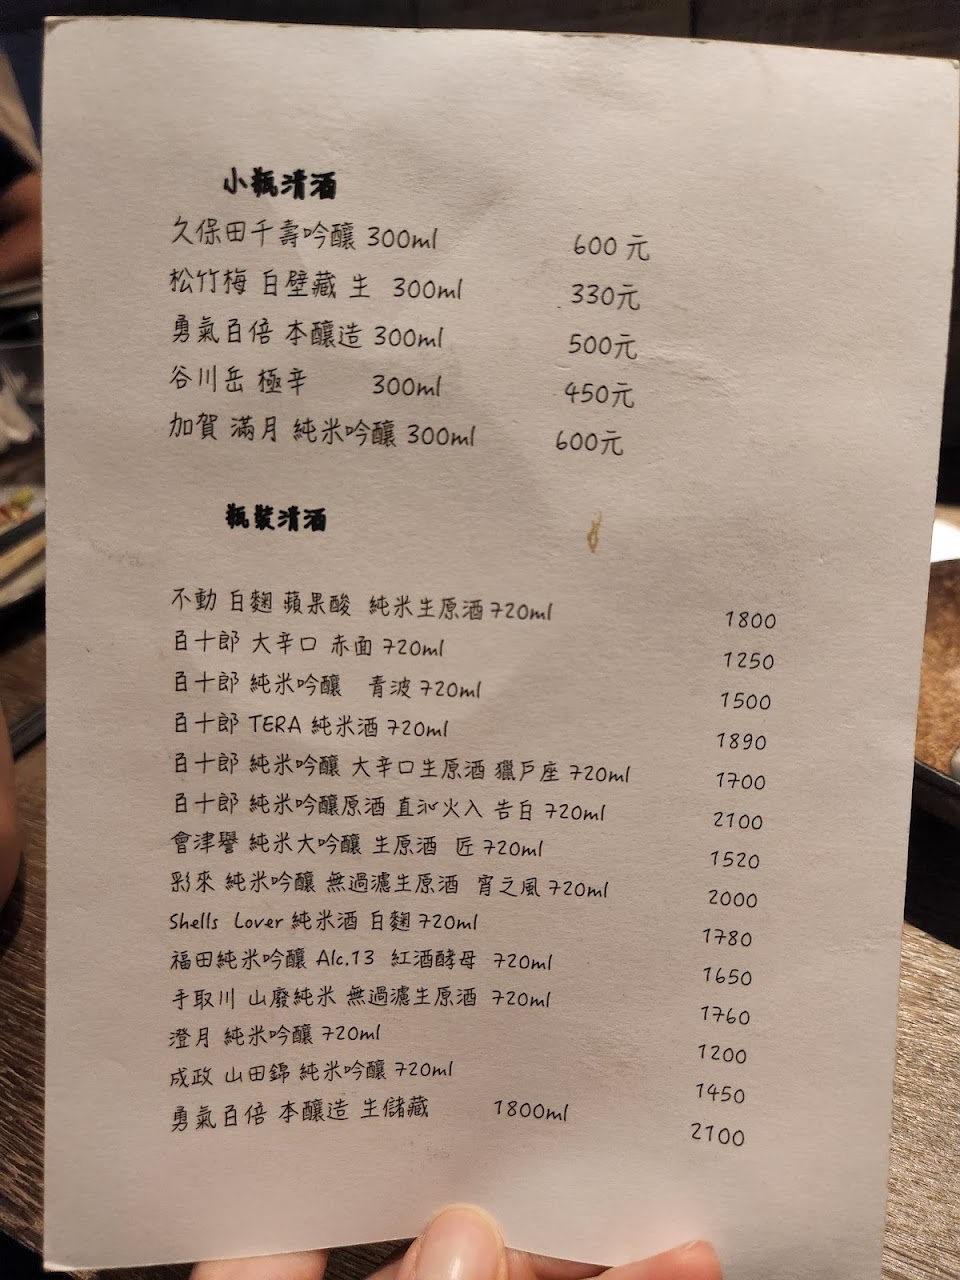 小瓶清酒
久保田千壽吟釀 300ml 600 元
松竹梅 白壁藏 生 300ml 330元
勇氣百倍 本釀造 300ml 500元
谷川岳 極辛 300ml 450元
加賀 滿月 純米吟釀 300ml 600元
瓶裝清酒
不動 白麴 蘋果酸 純米生原酒 720ml 1800
百十郎 大辛口 赤面 720ml 1250
百十郎 純米吟釀 青波 720ml 1500
百十郎 TERA 純米酒 720ml 1890
百十郎 純米吟釀 大辛口生原酒 獵戶座 720ml 1700
百十郎 純米吟釀原酒 直沁火入 告白 720ml 2100
會津譽 純米大吟釀 生原酒 匠 720ml 1520
彩來 純米吟釀 無過濾生原酒 宵之風 720ml 2000
Shells Lover 純米酒 白麴 720ml 1780
福田純米吟釀 Alc.13 紅酒酵母 720ml 1650
手取川 山廢純米 無過濾生原酒 720ml 1760
澄月 純米吟釀 720ml 1200
成政 山田錦 純米吟釀 720ml 1450
勇氣百倍 本釀造 生儲藏 1800ml 2100